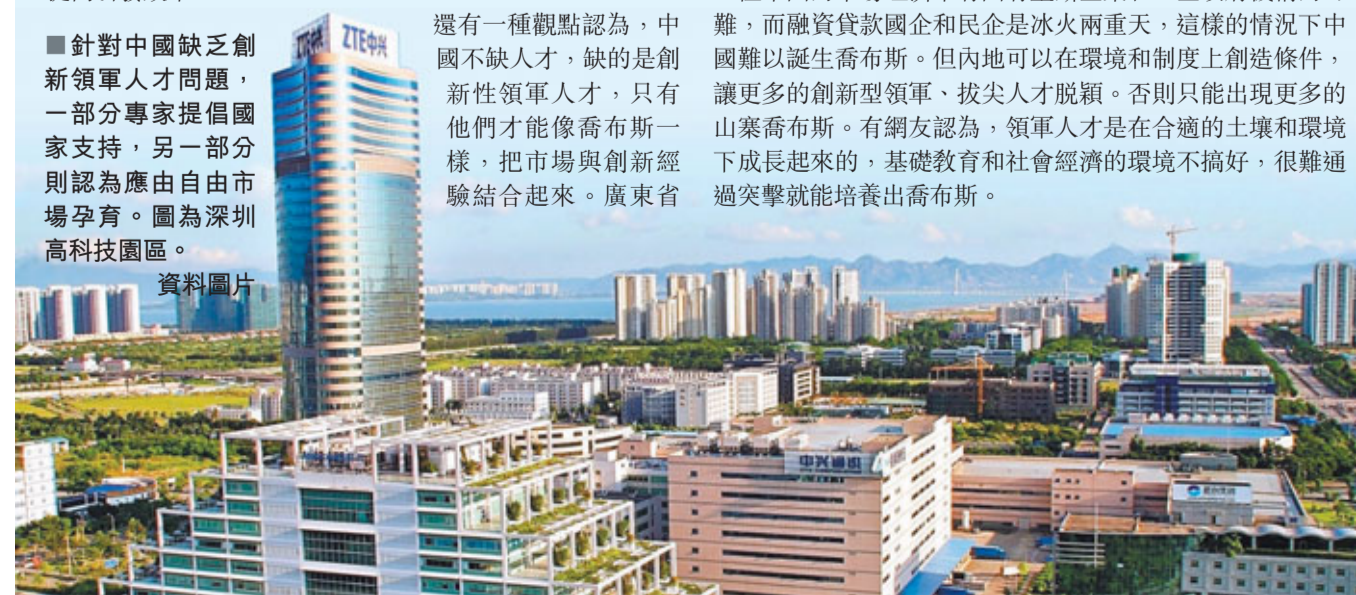 ■針對中國缺乏創
新領軍人才問題，
一部分專家提倡國
家支持，另一部分
則認為應由自由市
場孕育。圖為深圳
高科技園區。
資料圖片
還有一種觀點認為，中
國不缺人才，缺的是創
新性領軍人才，只有
他們才能像喬布斯一
樣，把市場與創新經
驗結合起來。廣東省
難，而融資貸款國企和民企是冰火兩重天，這樣的情況下中
國難以誕生喬布斯。但內地可以在環境和制度上創造條件，
讓更多的創新型領軍、拔尖人才脫穎。否則只能出現更多的
山寨喬布斯。有網友認為，領軍人才是在合適的土壤和環境
下成長起來的，基礎教育和社會經濟的環境不搞好，很難通
過突擊就能培養出喬布斯。
ZTE中兴
中兴通讯